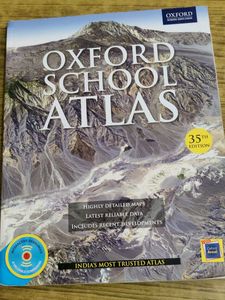 OXFORD
OXFORD
SCHOOL
ATLAS
35TH
EDITION
HIGHLY DETAILED MAPS
LATEST RELIABLE DATA
INCLUDES RECENT DEVELOPMENTS
INDIA'S MOST TRUSTED ATLAS